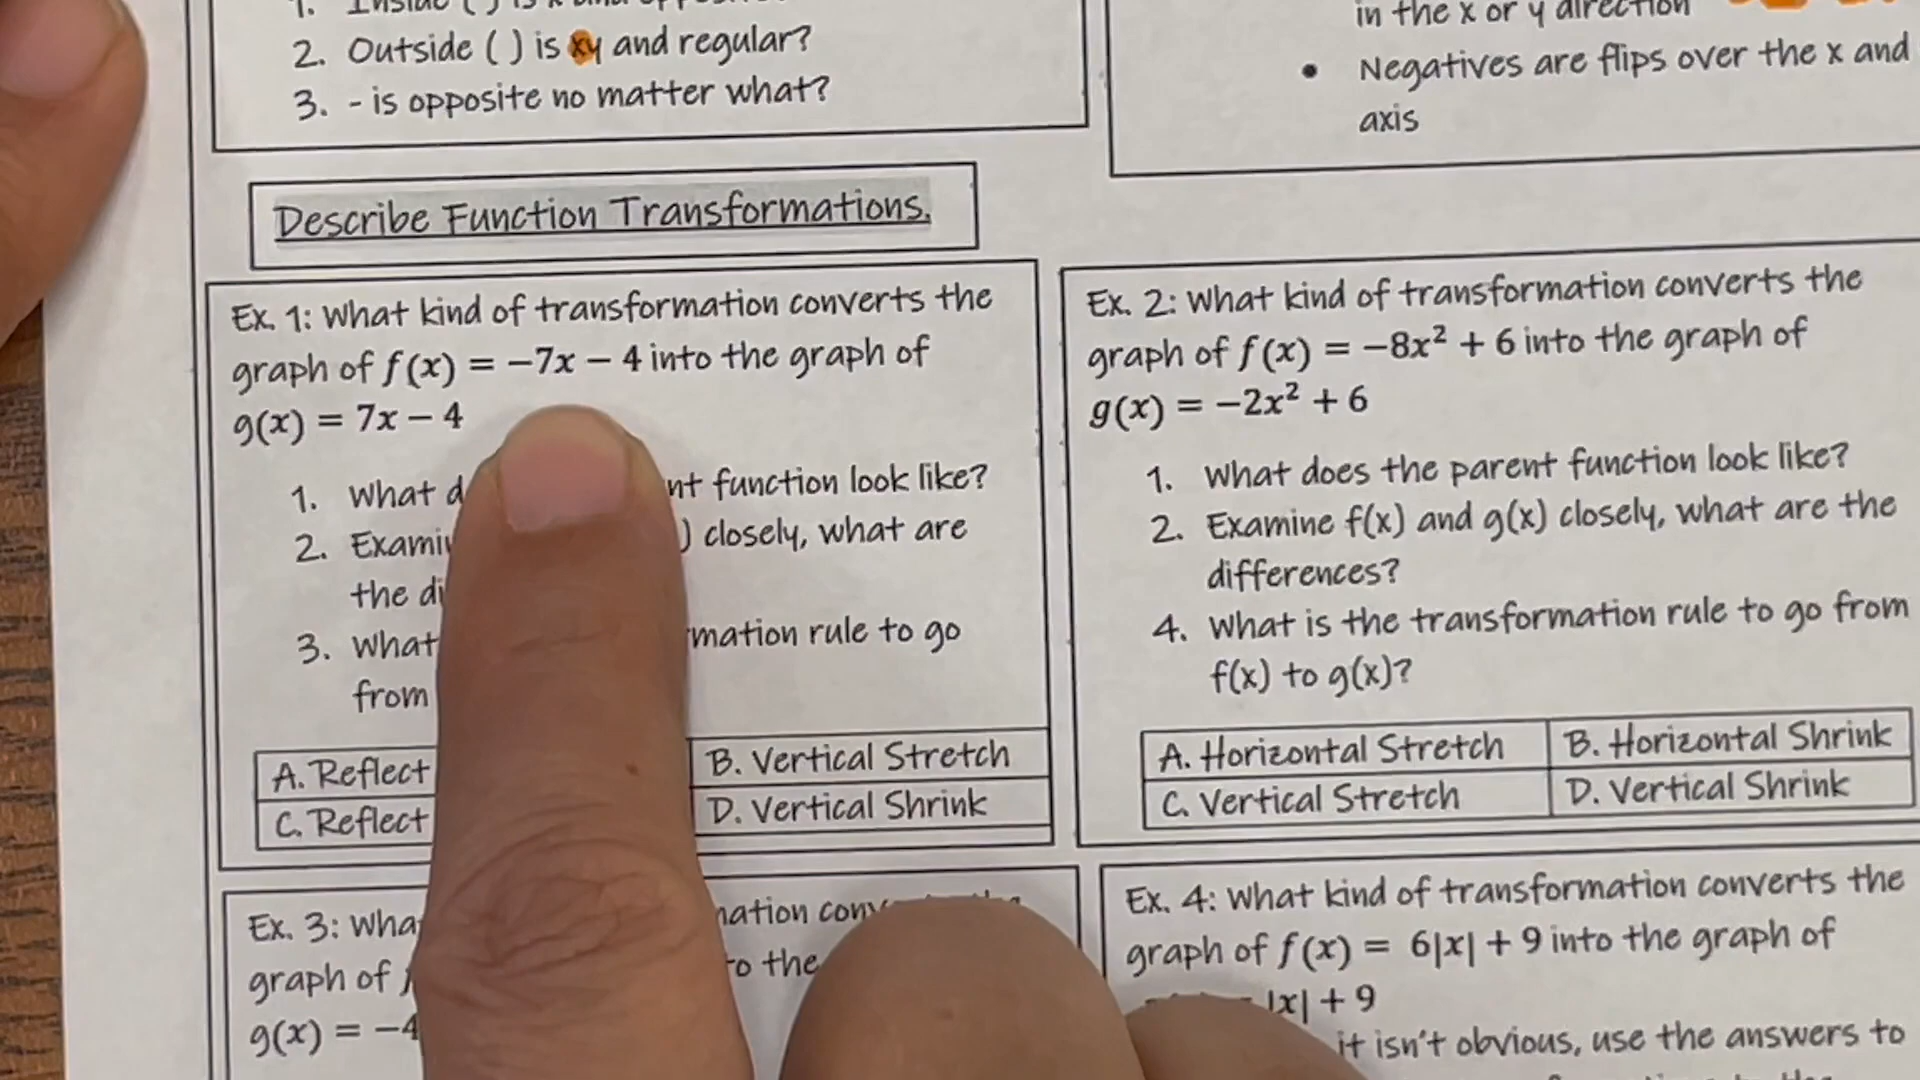 2. Outside ( ) is xy and regular?
3. - is opposite no matter what?
in the x or y direction
• Negatives are flips over the x and
axis
Describe Function Transformations.
Ex. 1: What kind of transformation converts the
graph of f(x) = −7x − 4 into the graph of
g(x) = 7x − 4
1. What function look like?
2. closely, what are
the
3. What rule to go
from
A. Reflect
B. Vertical Stretch
C. Reflect
D. Vertical Shrink
Ex. 2: What kind of transformation converts the
graph of f(x) = −8x² + 6 into the graph of
g(x) = −2x² + 6
1. What does the parent function look like?
2. Examine f(x) and g(x) closely, what are the
differences?
4. What is the transformation rule to go from
f(x) to g(x)?
A. Horizontal Stretch
B. Horizontal Shrink
C. Vertical Stretch
D. Vertical Shrink
Ex. 3:
graph of
g(x) = −4
the
Ex. 4: What kind of transformation converts the
graph of f(x) = 6|x| + 9 into the graph of
|x| + 9
it isn't obvious, use the answers to